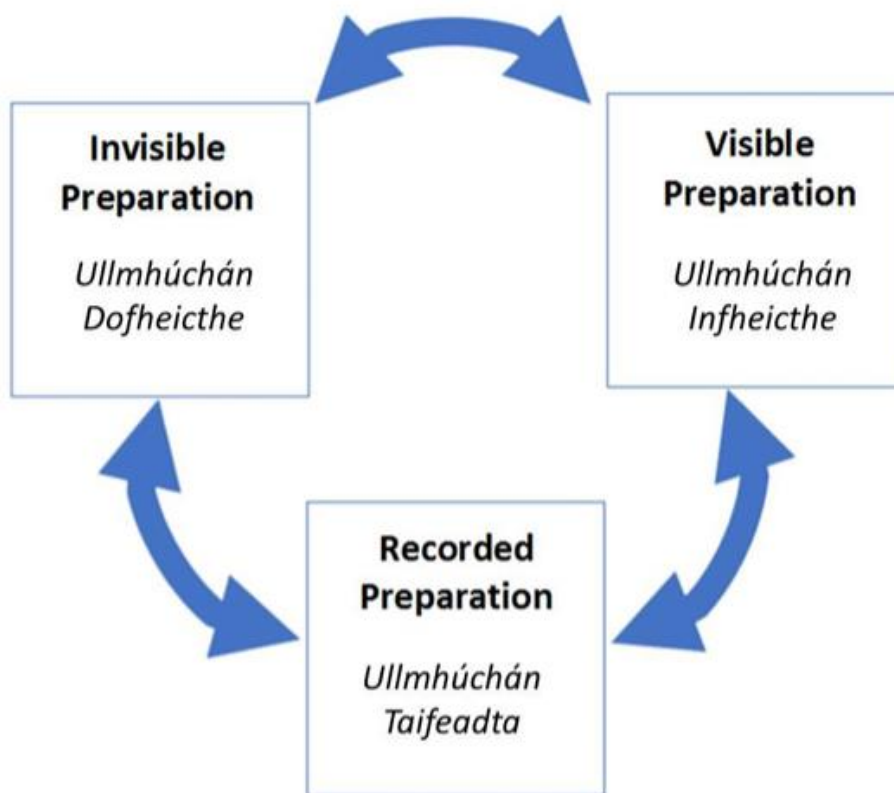 Invisible
Preparation
Ullmhúchán
Dofheicthe
Visible
Preparation
Ullmhúchán
Infheicthe
Recorded
Preparation
Ullmhúchán
Taifeadta